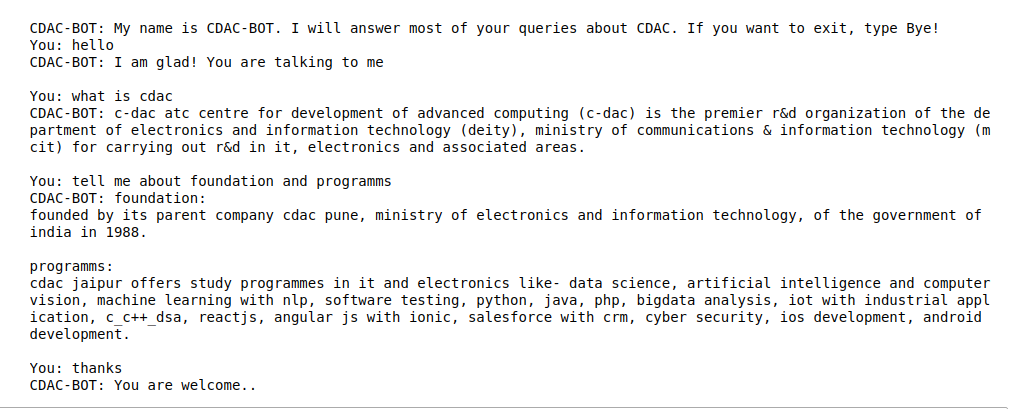 CDAC-BOT: My name is CDAC-BOT. I will answer most of your queries about CDAC. If you want to exit, type Bye!
You: hello
CDAC-BOT: I am glad! You are talking to me
You: what is cdac
CDAC-BOT: c-dac atc centre for development of advanced computing (c-dac) is the premier r&d organization of the de
partment of electronics and information technology (deity), ministry of communications & information technology (m
cit) for carrying out r&d in it, electronics and associated areas.
You: tell me about foundation and programms
CDAC-BOT: foundation:
founded by its parent company cdac pune, ministry of electronics and information technology, of the government of
india in 1988.
programms:
cdac jaipur offers study programmes in it and electronics like- data science, artificial intelligence and computer
vision, machine learning with nlp, software testing, python, java, php, bigdata analysis, iot with industrial appl
ication, c_c++_dsa, reactjs, angular js with ionic, salesforce with crm, cyber security, ios development, android
development.
You: thanks
CDAC-BOT: You are welcome..